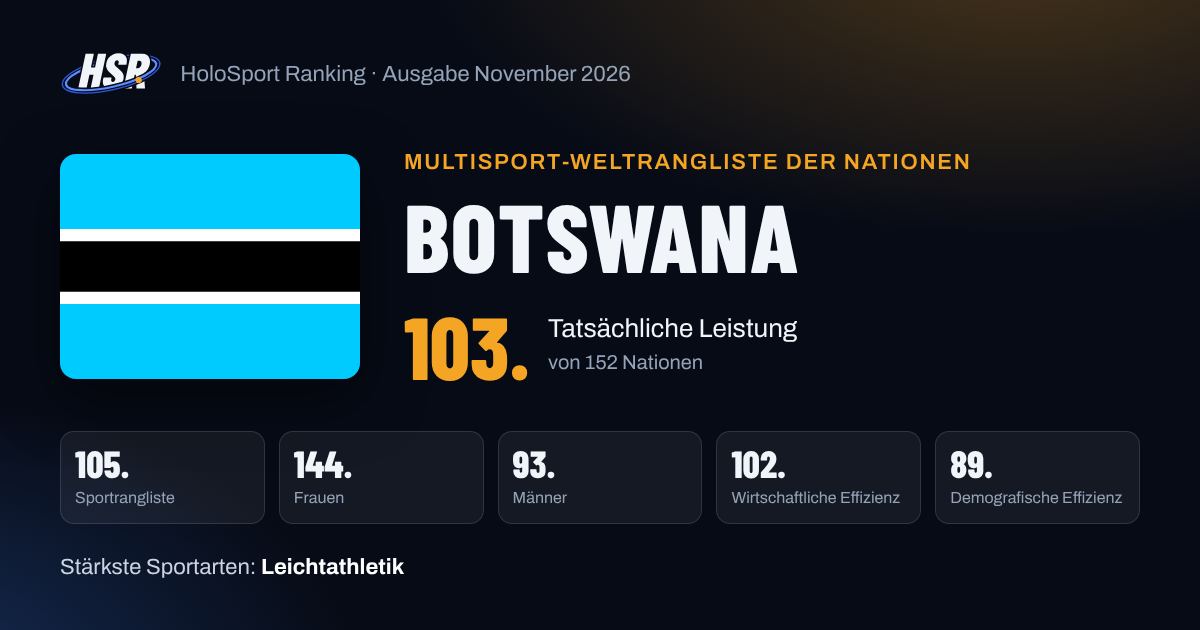 HSR
HoloSport Ranking · Ausgabe November 2026
MULTISPORT-WELTRANGLISTE DER NATIONEN
BOTSWANA
103.
Tatsächliche Leistung
von 152 Nationen
105.
Sportrangliste
144.
Frauen
93.
Männer
102.
Wirtschaftliche Effizienz
89.
Demografische Effizienz
Stärkste Sportarten: Leichtathletik